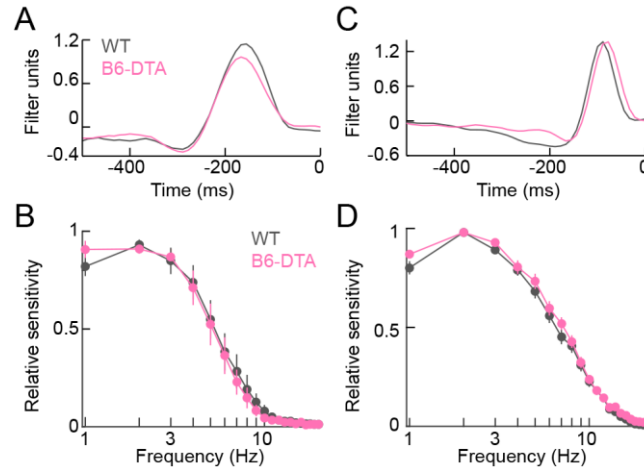 A
WT
B6-DTA
Filter units
1.2
0.6
0
-0.4
-400
-200
0
Time (ms)
C
Filter units
1.2
0.6
0
-0.6
-400
-200
0
Time (ms)
B
WT
B6-DTA
Relative sensitivity
1
0.5
0
1
3
10
Frequency (Hz)
D
Relative sensitivity
1
0.5
0
1
3
10
Frequency (Hz)